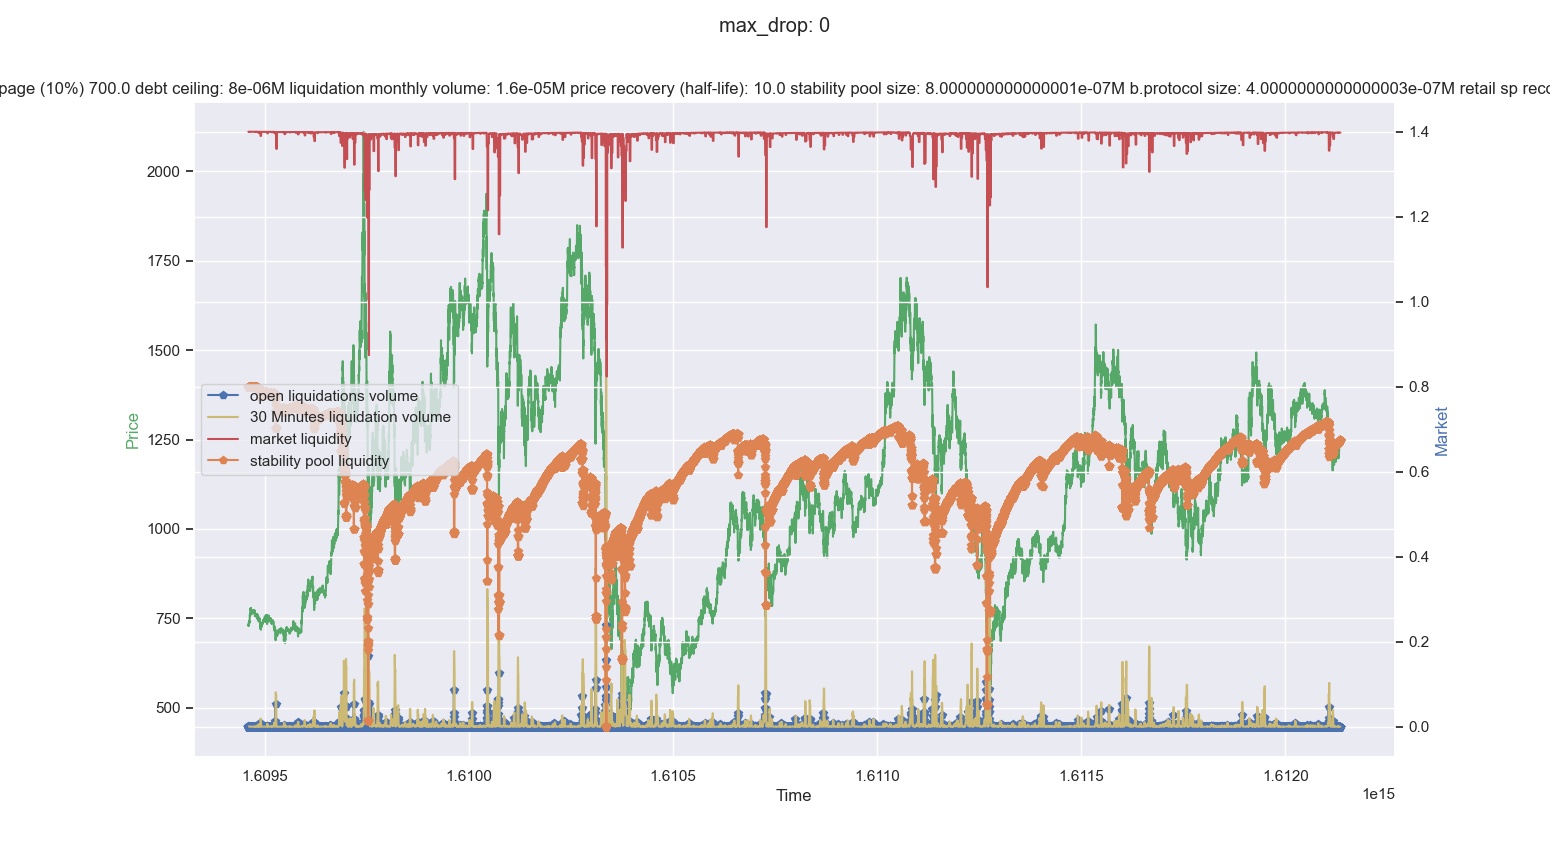 max_drop: 0
page (10%) 700.0 debt ceiling: 8e-06M liquidation monthly volume: 1.6e-05M price recovery (half-life): 10.0 stability pool size: 8.000000000000001e-07M b.protocol size: 4.0000000000000003e-07M retail sp
2000
1750
1500
1250
1000
750
500
Price
1.4
1.2
1.0
0.8
0.6
0.4
0.2
0.0
Market
open liquidations volume
30 Minutes liquidation volume
market liquidity
stability pool liquidity
1.6095 1.6100 1.6105 1.6110 1.6115 1.6120
Time
1e15